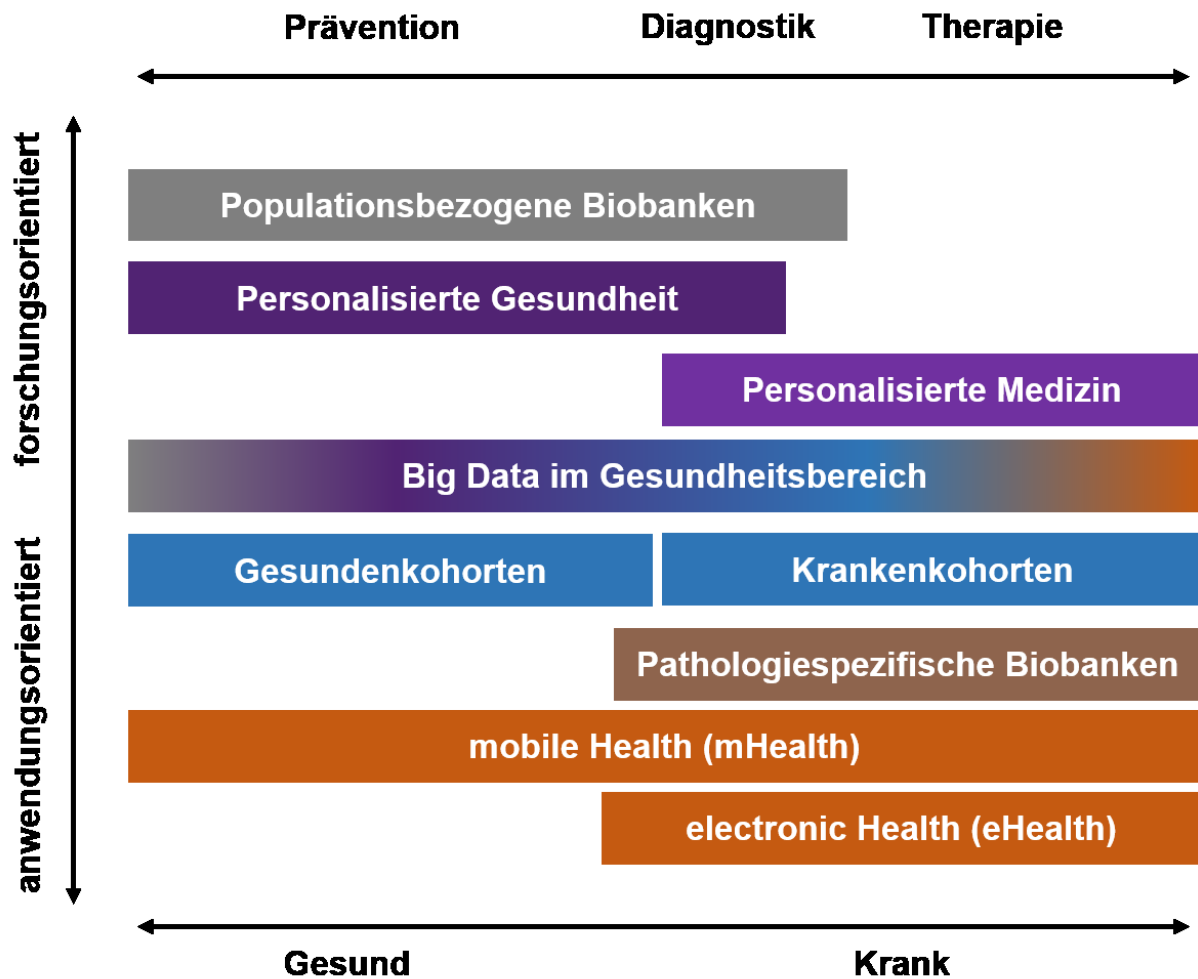 Prävention Diagnostik Therapie
forschungsorientiert
Populationsbezogene Biobanken
Personalisierte Gesundheit
Personalisierte Medizin
Big Data im Gesundheitsbereich
anwendungsorientiert
Gesundenkohorten Krankenkohorten
Pathologiespezifische Biobanken
mobile Health (mHealth)
electronic Health (eHealth)
Gesund Krank